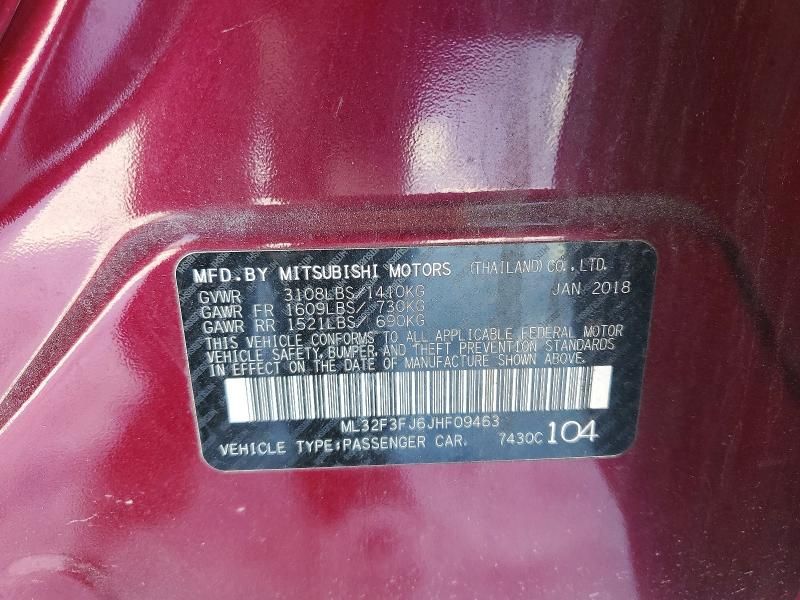 MFD.BY MITSUBISHI MOTORS (THAILAND)CO.,LTD.
GVWR 3108LBS/1410KG JAN 2018
GAWR FR 1609LBS/ 730KG
GAWR RR 1521LBS/ 690KG
THIS VEHICLE CONFORMS TO ALL APPLICABLE FEDERAL MOTOR
VEHICLE SAFETY, BUMPER, AND THEFT PREVENTION STANDARDS
IN EFFECT ON THE DATE OF MANUFACTURE SHOWN ABOVE.
ML32F3FJ6JHF09463
VEHICLE TYPE:PASSENGER CAR. 7430C 104